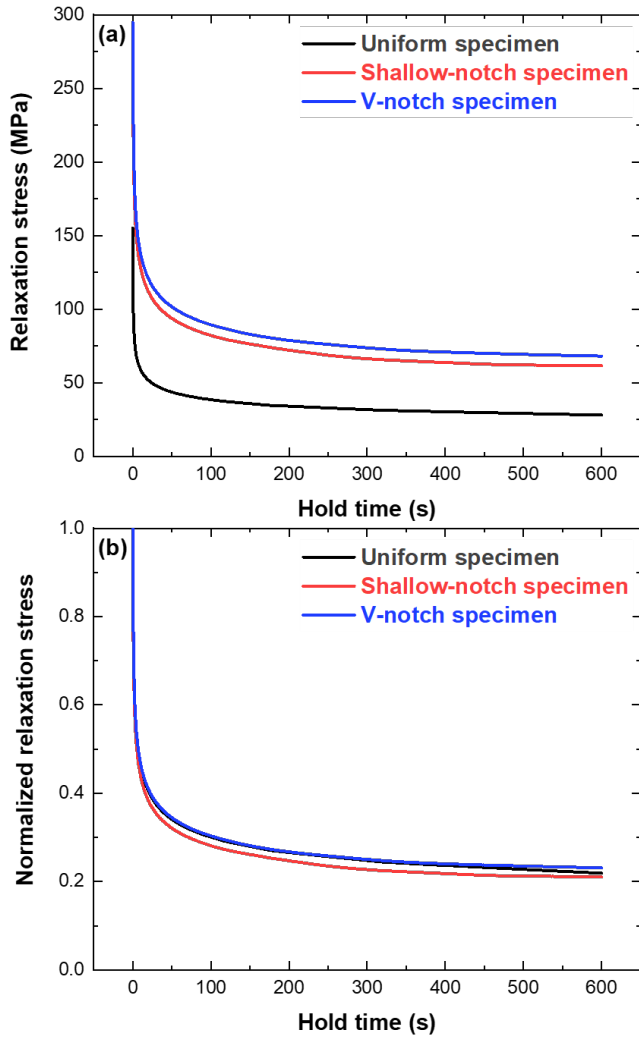 (a)
Uniform specimen
Shallow-notch specimen
V-notch specimen
Relaxation stress (MPa)
300
250
200
150
100
50
0
0 100 200 300 400 500 600
Hold time (s)
(b)
Uniform specimen
Shallow-notch specimen
V-notch specimen
Normalized relaxation stress
1.0
0.8
0.6
0.4
0.2
0.0
0 100 200 300 400 500 600
Hold time (s)